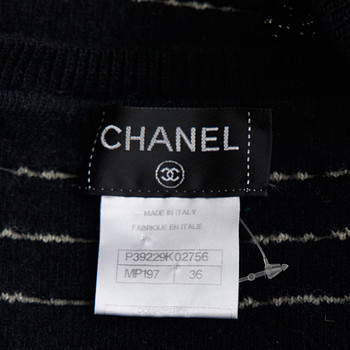 CHANEL
MADE IN ITALY
FABRIQUE EN ITALIE
P39229K02756
MP197 36